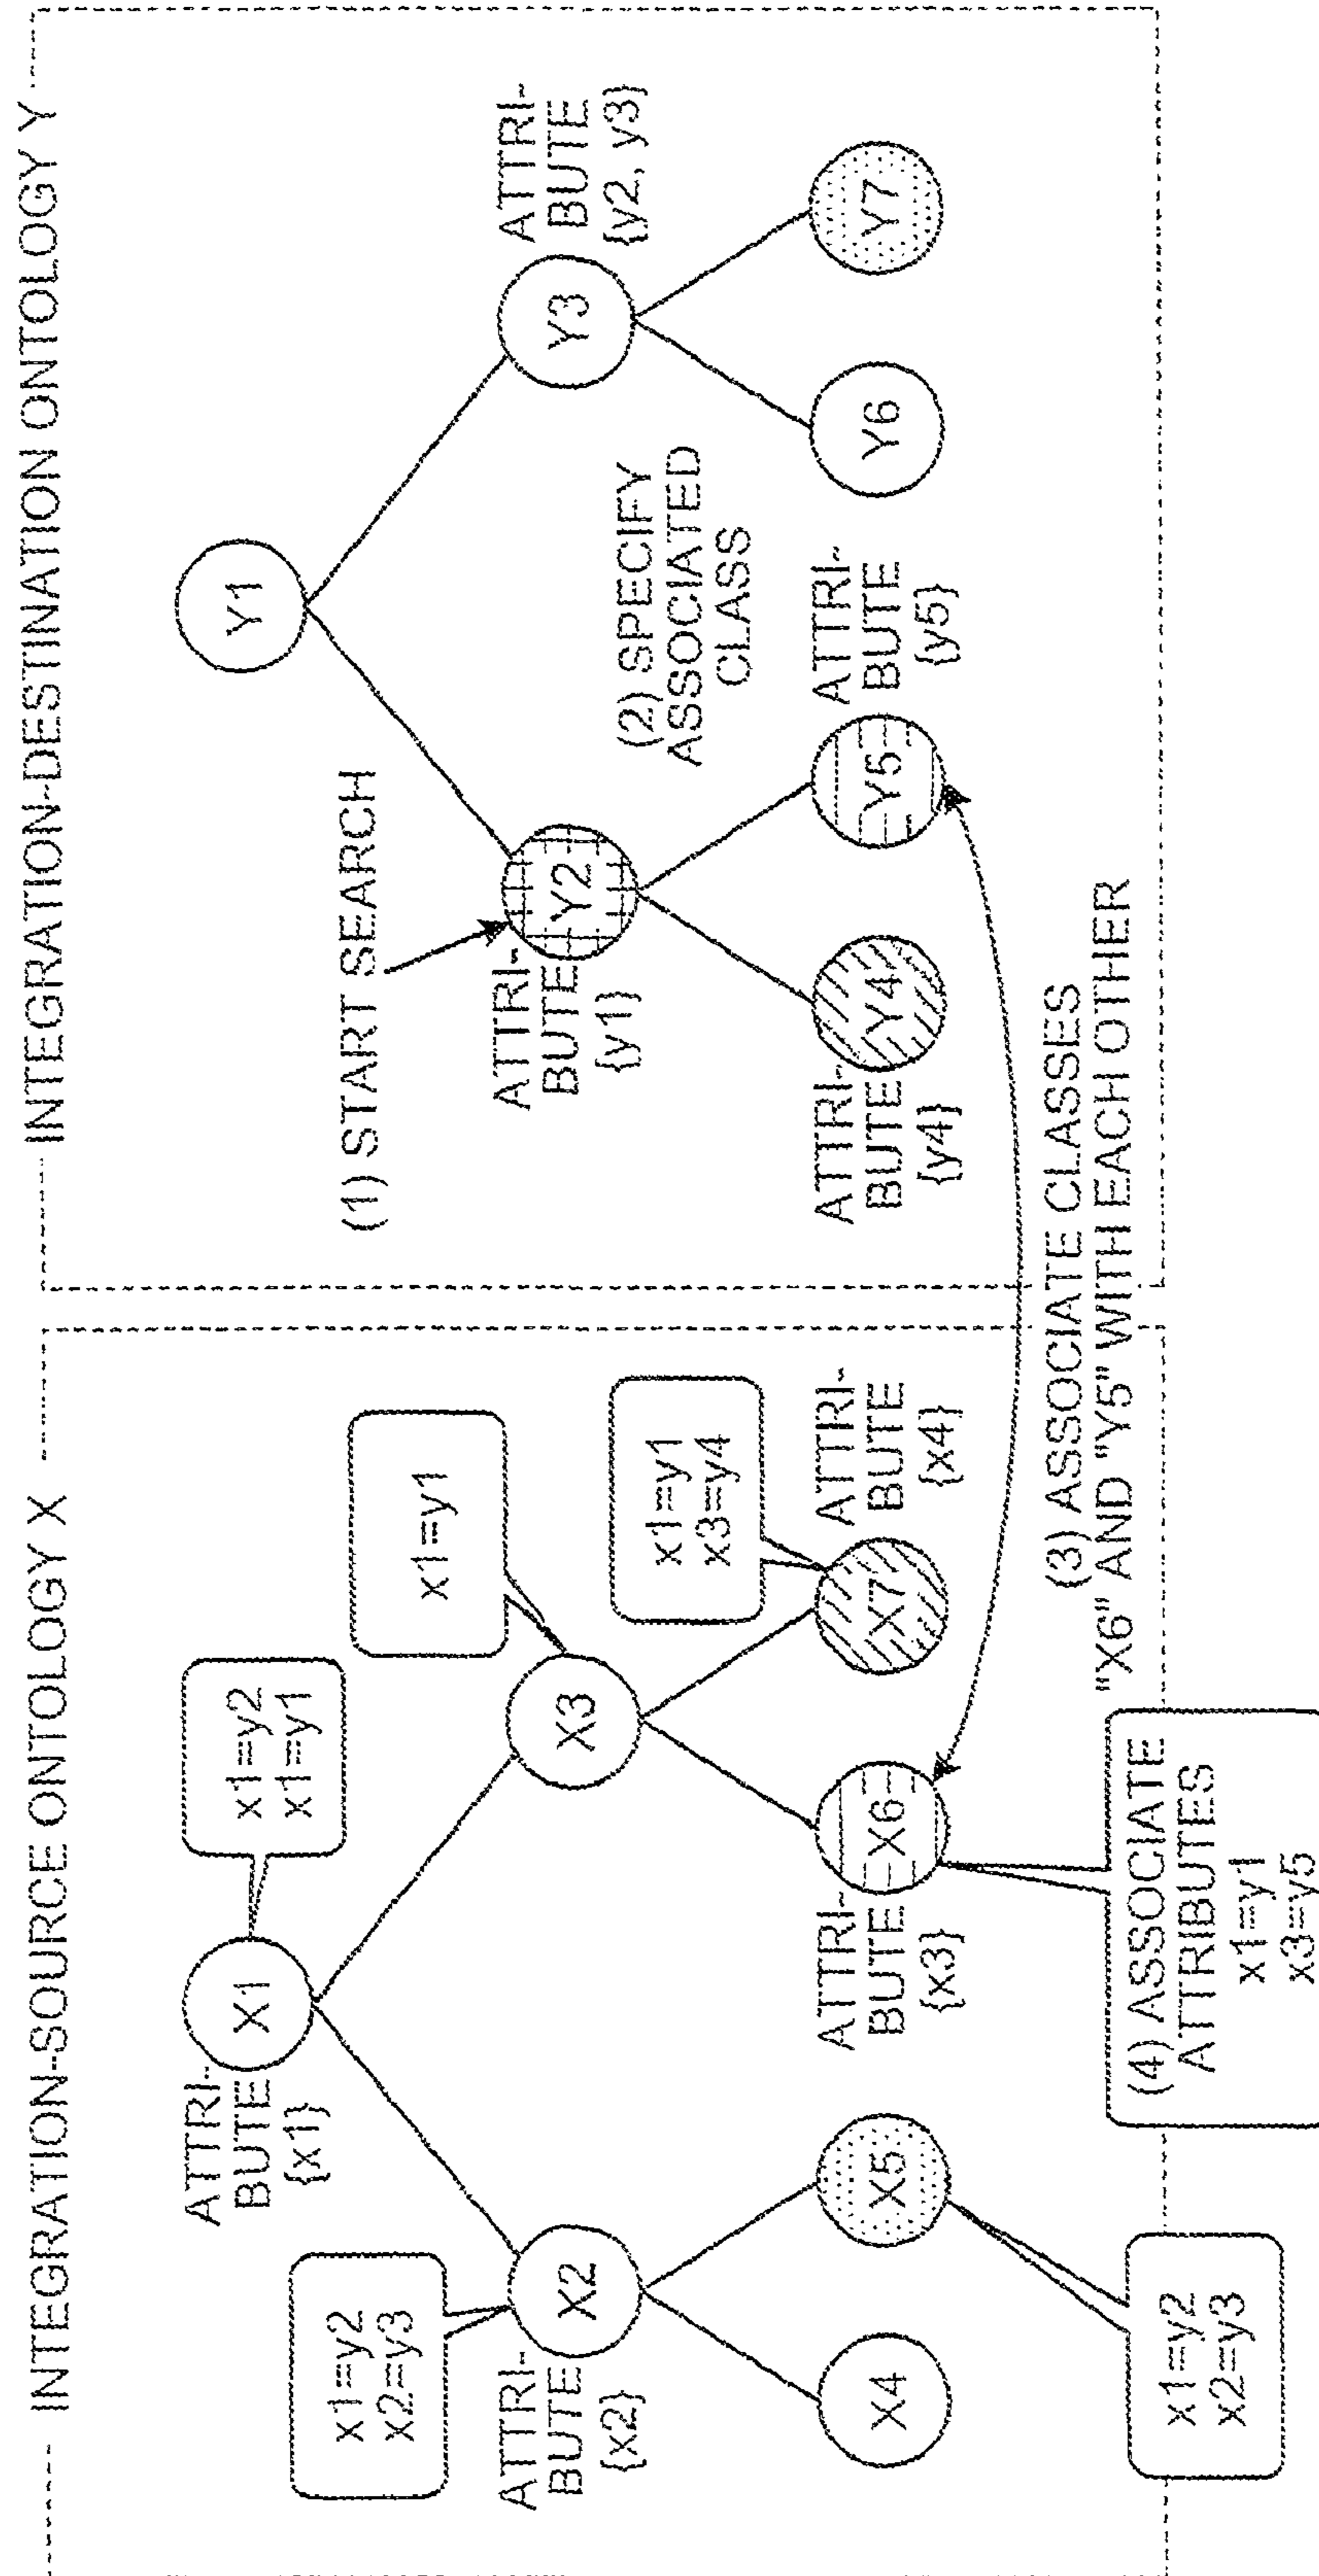 INTEGRATION-SOURCE ONTOLOGY X
ATTRI-
BUTE
{x1}
X1
x1=y2
x1=y1
x1=y2
x2=y3
ATTRI-
BUTE
{x2}
X2
X3
x1=y1
X4
X5
x1=y2
x2=y3
ATTRI-
BUTE
{x3}
X6
X7
x1=y1
x3=y4
ATTRI-
BUTE
{x4}
(4) ASSOCIATE
ATTRIBUTES
x1=y1
x3=y5
(3) ASSOCIATE CLASSES
"X6" AND "Y5" WITH EACH OTHER
INTEGRATION-DESTINATION ONTOLOGY Y
Y1
(1) START SEARCH
ATTRI-
BUTE
{y1}
Y2
Y3
ATTRI-
BUTE
{y2, y3}
(2) SPECIFY
ASSOCIATED
CLASS
ATTRI-
BUTE
{y4}
Y4
Y5
ATTRI-
BUTE
{y5}
Y6
Y7